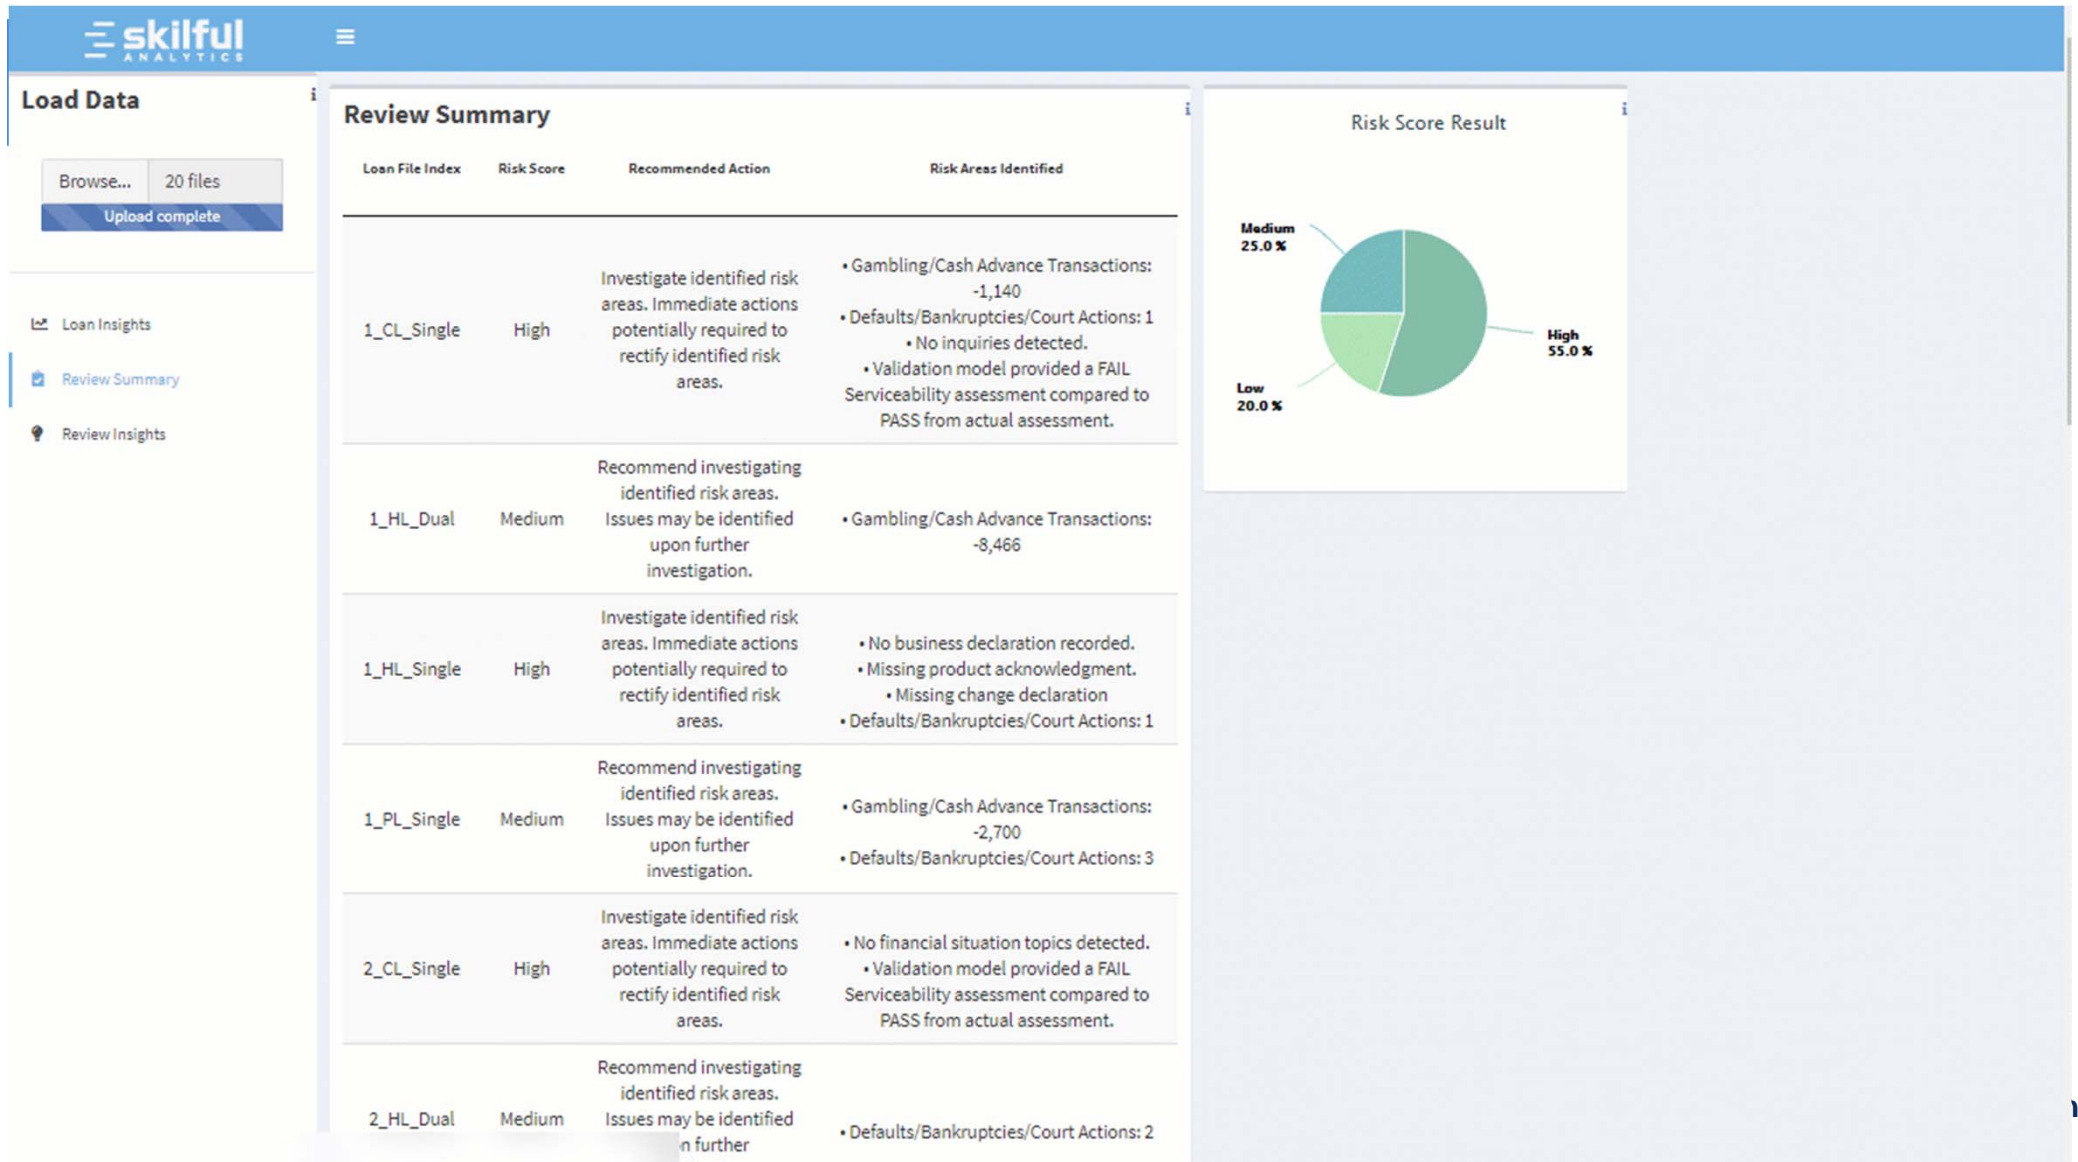 skilful
ANALYTICS
Load Data
Browse... 20 files
Upload complete
Loan Insights
Review Summary
Review Insights
Review Summary
Loan File Index Risk Score Recommended Action Risk Areas Identified
1_CL_Single High
Investigate identified risk
areas. Immediate actions
potentially required to
rectify identified risk
areas.
• Gambling/Cash Advance Transactions:
-1,140
• Defaults/Bankruptcies/Court Actions: 1
• No inquiries detected.
• Validation model provided a FAIL
Serviceability assessment compared to
PASS from actual assessment.
1_HL_Dual Medium
Recommend investigating
identified risk areas.
Issues may be identified
upon further
investigation.
• Gambling/Cash Advance Transactions:
-8,466
1_HL_Single High
Investigate identified risk
areas. Immediate actions
potentially required to
rectify identified risk
areas.
• No business declaration recorded.
• Missing product acknowledgment.
• Missing change declaration
• Defaults/Bankruptcies/Court Actions: 1
1_PL_Single Medium
Recommend investigating
identified risk areas.
Issues may be identified
upon further
investigation.
• Gambling/Cash Advance Transactions:
-2,700
• Defaults/Bankruptcies/Court Actions: 3
2_CL_Single High
Investigate identified risk
areas. Immediate actions
potentially required to
rectify identified risk
areas.
• No financial situation topics detected.
• Validation model provided a FAIL
Serviceability assessment compared to
PASS from actual assessment.
2_HL_Dual Medium
Recommend investigating
identified risk areas.
Issues may be identified
further
• Defaults/Bankruptcies/Court Actions: 2
Risk Score Result
Medium
25.0 %
High
55.0 %
Low
20.0 %